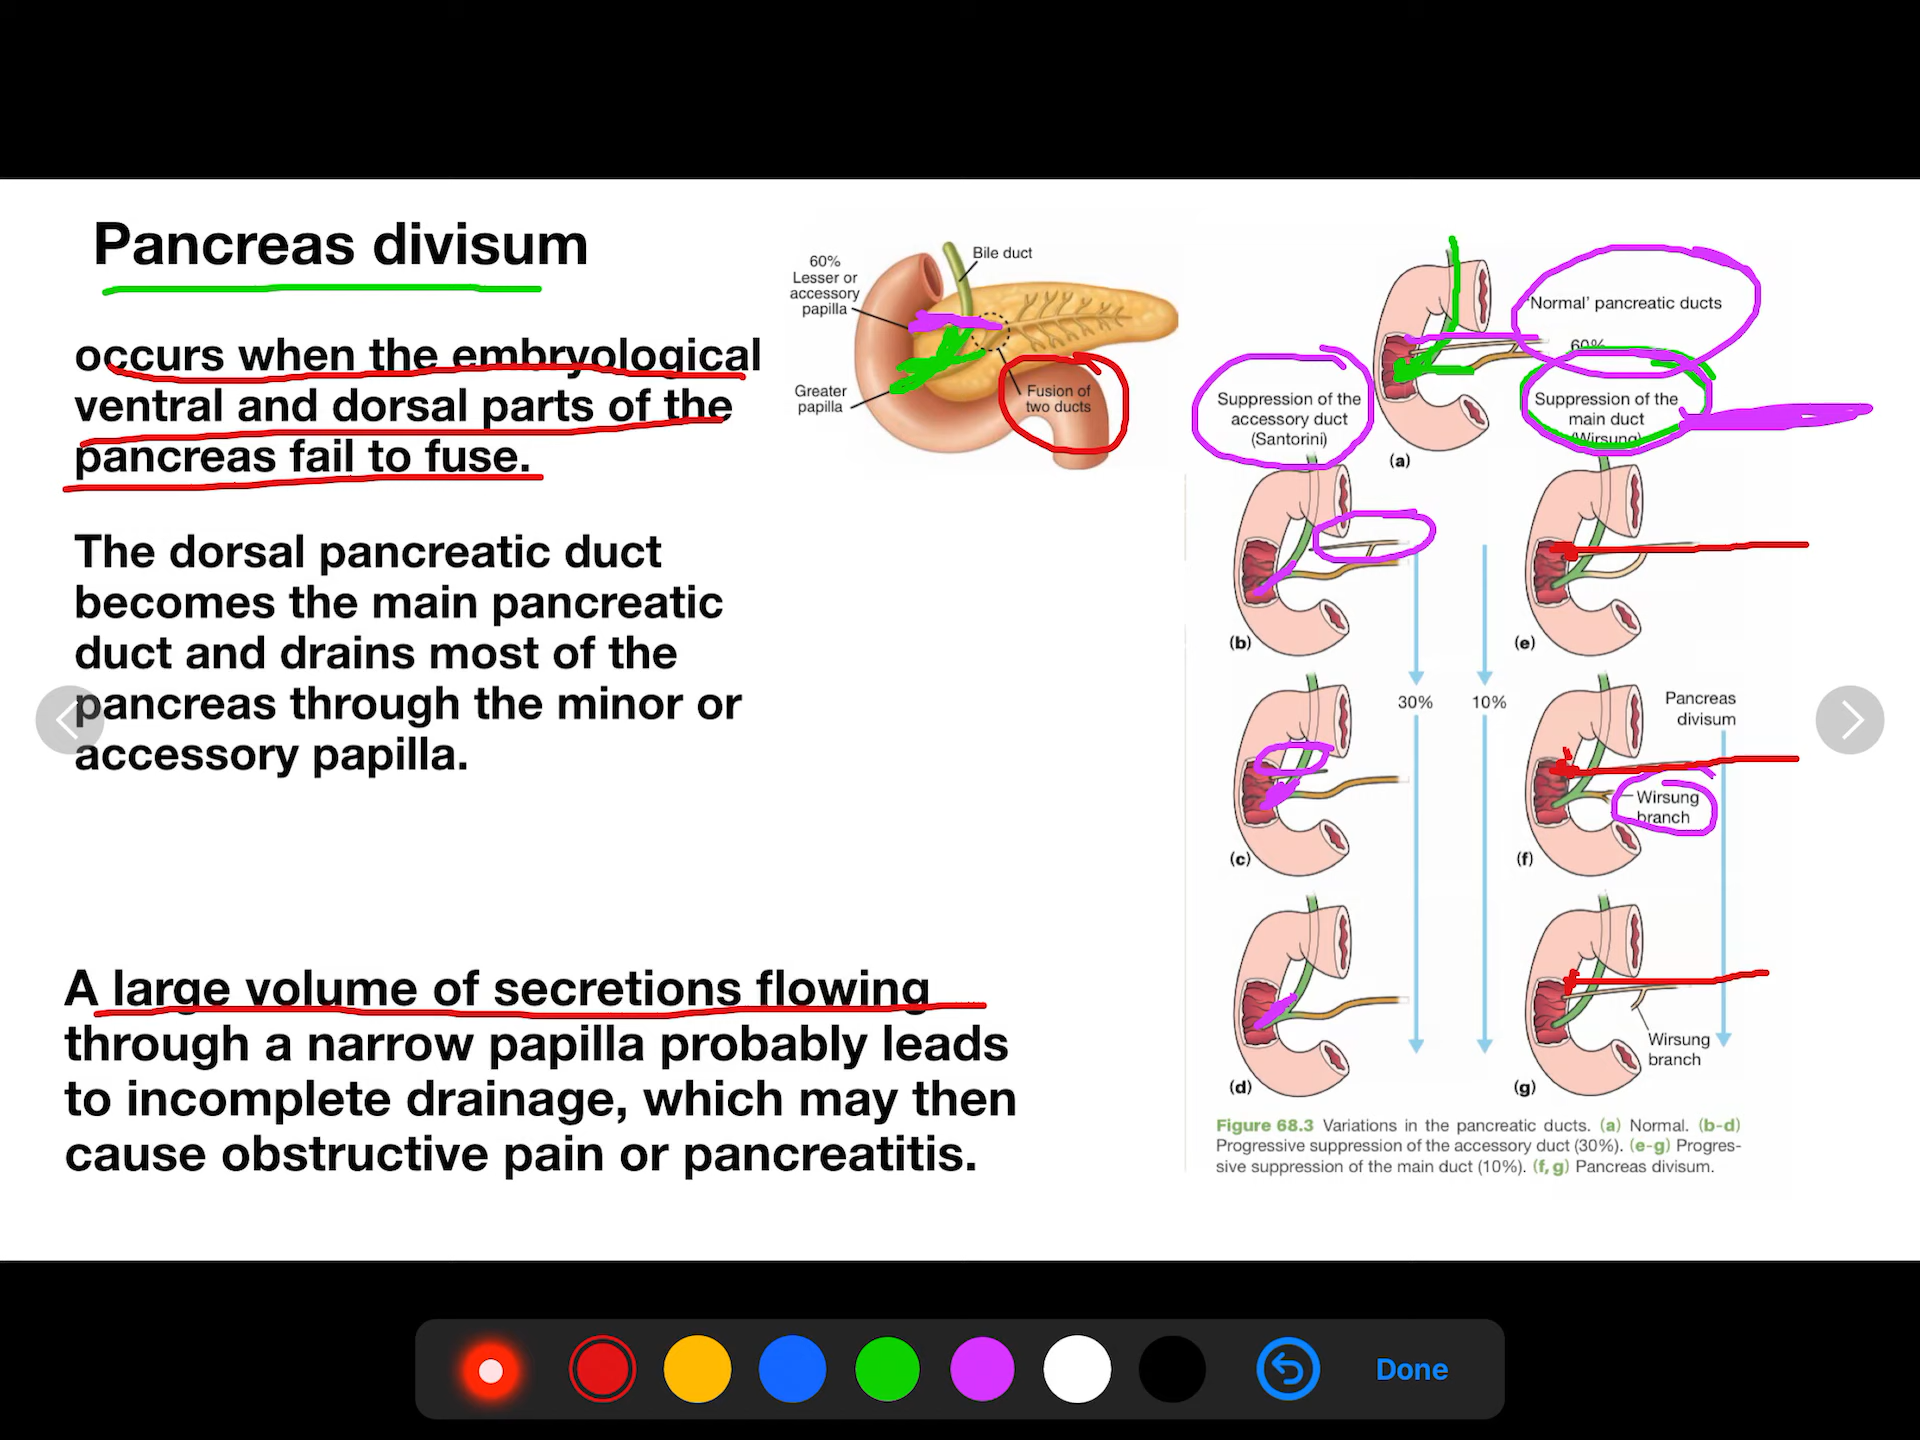 Pancreas divisum
occurs when the embryological
ventral and dorsal parts of the
pancreas fail to fuse.
The dorsal pancreatic duct
becomes the main pancreatic
duct and drains most of the
pancreas through the minor or
accessory papilla.
A large volume of secretions flowing
through a narrow papilla probably leads
to incomplete drainage, which may then
cause obstructive pain or pancreatitis.
60%
Lesser or
accessory
papilla
Bile duct
Greater
papilla
Fusion of
two ducts
Normal’ pancreatic ducts
60%
Suppression of the
accessory duct
(Santorini)
Suppression of the
main duct
(Wirsung)
(a)
(b)
(e)
30%
10%
Pancreas
divisum
Wirsung
branch
(c)
(f)
Wirsung
branch
(d)
(g)
Figure 68.3 Variations in the pancreatic ducts. (a) Normal. (b–d)
Progressive suppression of the accessory duct (30%). (e–g) Progres-
sive suppression of the main duct (10%). (f, g) Pancreas divisum.
Done